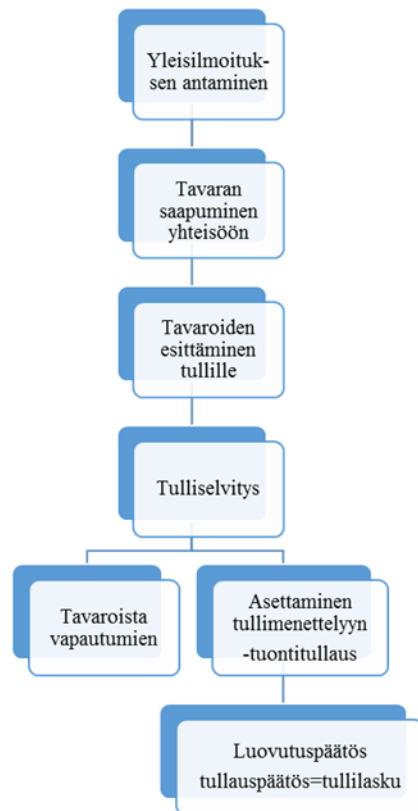 Yleisilmoituk-
sen antaminen
Tavaran
saapuminen
yhteisöön
Tavaroiden
esittäminen
tullille
Tulliselvitys
Tavaroista
vapautumien
Asettaminen
tullimenettelyyn
-tuontitullaus
Luovutuspäätös
tullauspäätös=tullilasku